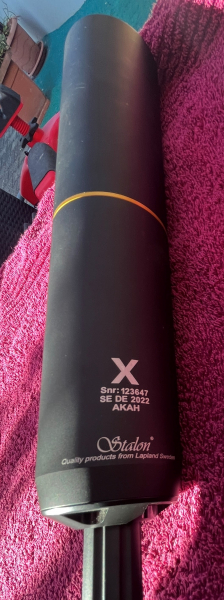 X
Snr: 123647
SE DE 2022
AKAH
Stalon®
Quality products from Lapland Sweden